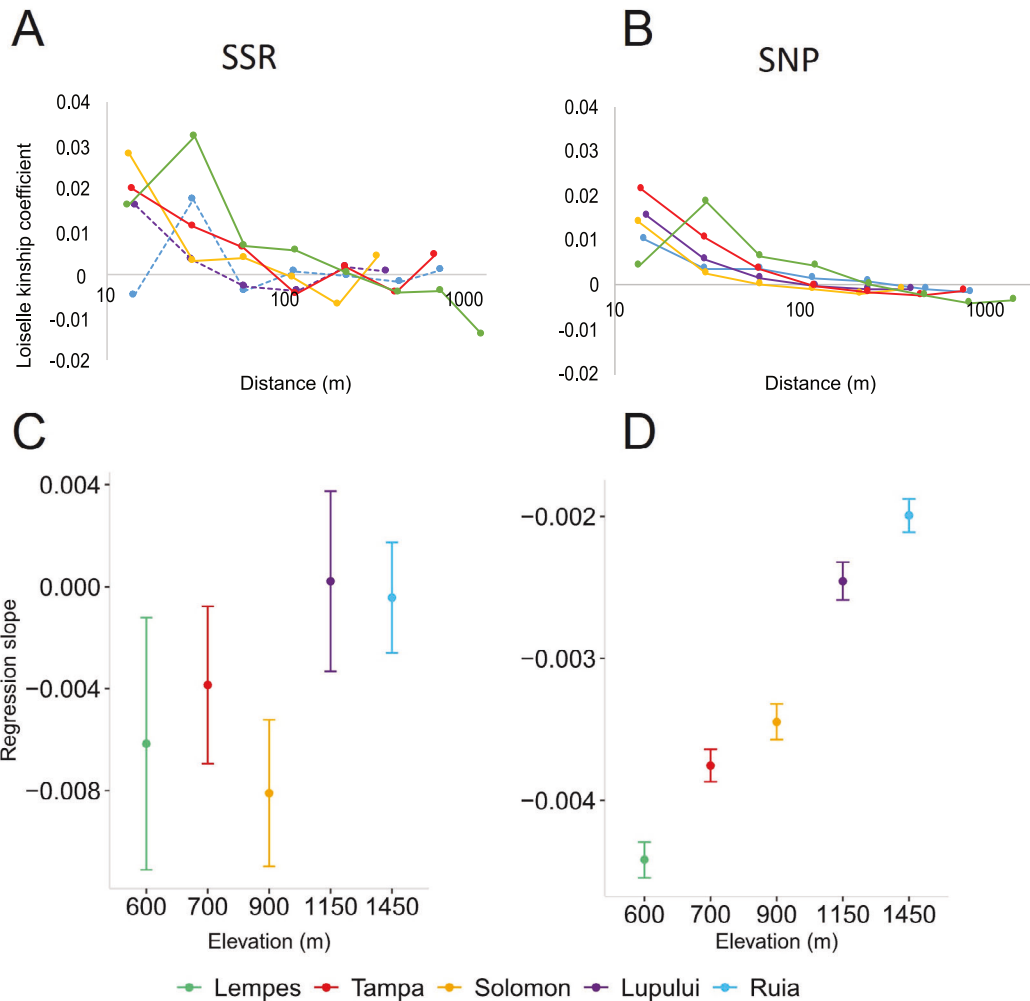 A
SSR
Loiselle kinship coefficient
0.04
0.03
0.02
0.01
0
-0.01
-0.02
10
100
1000
Distance (m)
B
SNP
0.04
0.03
0.02
0.01
0
-0.01
-0.02
10
100
1000
Distance (m)
C
Regression slope
0.004
0.000
−0.004
−0.008
600 700 900 1150 1450
Elevation (m)
D
−0.002
−0.003
−0.004
600 700 900 1150 1450
Elevation (m)
Lempes Tampa Solomon Lupului Ruia